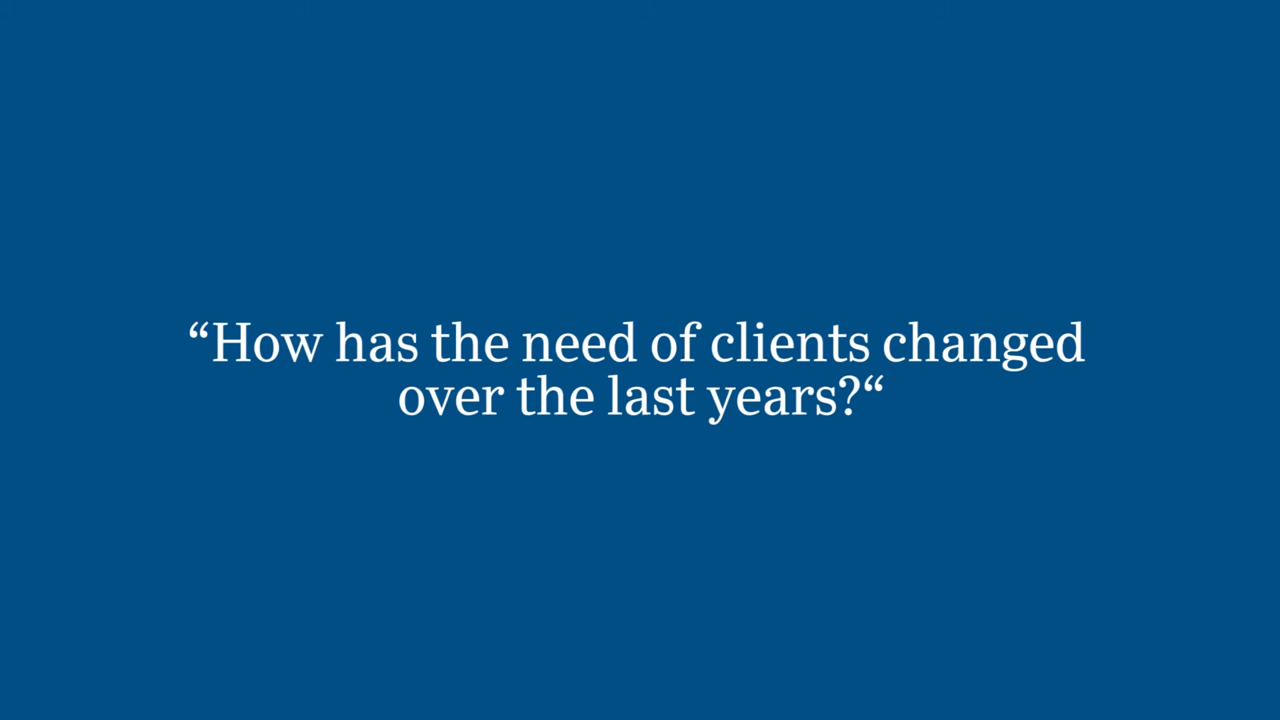 “How has the need of clients changed
over the last years?“